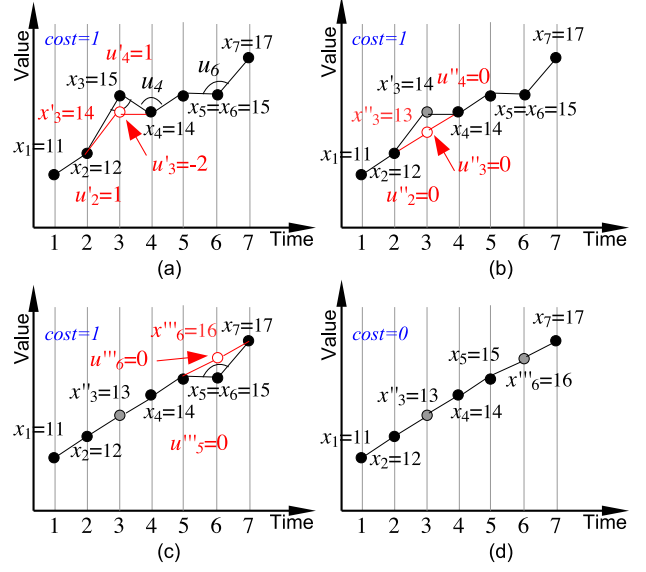 Value
cost=1
u'4=1
x7=17
x3=15
u4
u6
x'3=14
x5=x6=15
x4=14
x1=11
x2=12
u'3=-2
u'2=1
1 2 3 4 5 6 7 Time
(a)
Value
cost=1
x7=17
x'3=14
u''4=0
x''3=13
x5=x6=15
x4=14
x1=11
x2=12
u''3=0
u''2=0
1 2 3 4 5 6 7 Time
(b)
Value
cost=1
x'''6=16
x7=17
u'''6=0
x''3=13
x5=x6=15
x4=14
x1=11
x2=12
u'''5=0
1 2 3 4 5 6 7 Time
(c)
Value
cost=0
x7=17
x5=15
x'''6=16
x''3=13
x4=14
x1=11
x2=12
1 2 3 4 5 6 7 Time
(d)